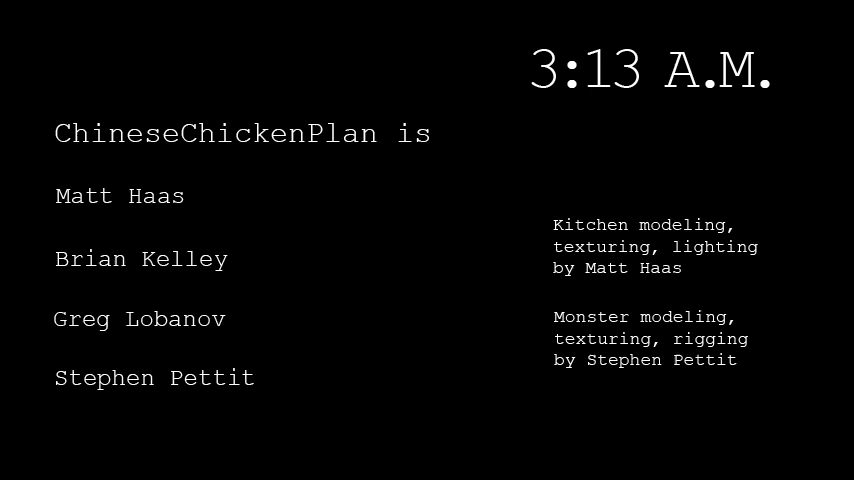 3:13 A.M.
ChineseChickenPlan is
Matt Haas
Brian Kelley
Greg Lobanov
Stephen Pettit
Kitchen modeling,
texturing, lighting
by Matt Haas
Monster modeling,
texturing, rigging
by Stephen Pettit